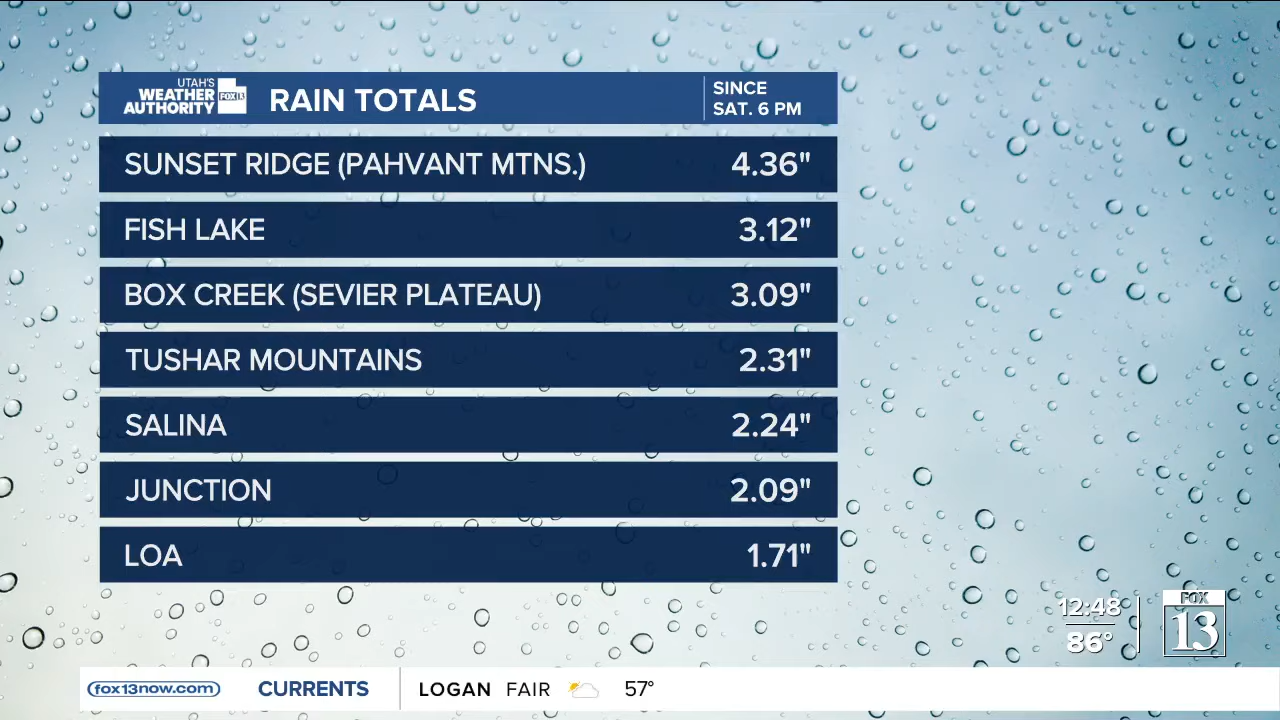 UTAH'S
WEATHER
AUTHORITY FOX 13
RAIN TOTALS
SINCE
SAT. 6 PM
SUNSET RIDGE (PAHVANT MTNS.) 4.36"
FISH LAKE 3.12"
BOX CREEK (SEVIER PLATEAU) 3.09"
TUSHAR MOUNTAINS 2.31"
SALINA 2.24"
JUNCTION 2.09"
LOA 1.71"
12:48
86°
FOX
13
fox13now.com CURRENTS LOGAN FAIR 57°